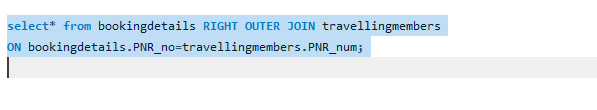 select* from bookingdetails RIGHT OUTER JOIN travellingmembers
ON bookingdetails.PNR_no=travellingmembers.PNR_num;